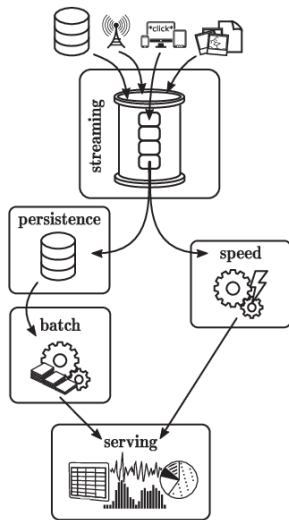 *click*
streaming
persistence
speed
batch
serving